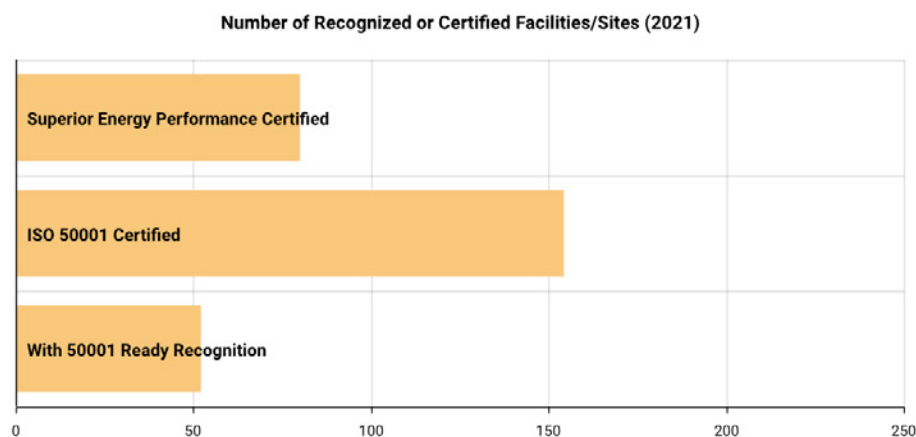 Number of Recognized or Certified Facilities/Sites (2021)
Superior Energy Performance Certified
ISO 50001 Certified
With 50001 Ready Recognition
0 50 100 150 200 250